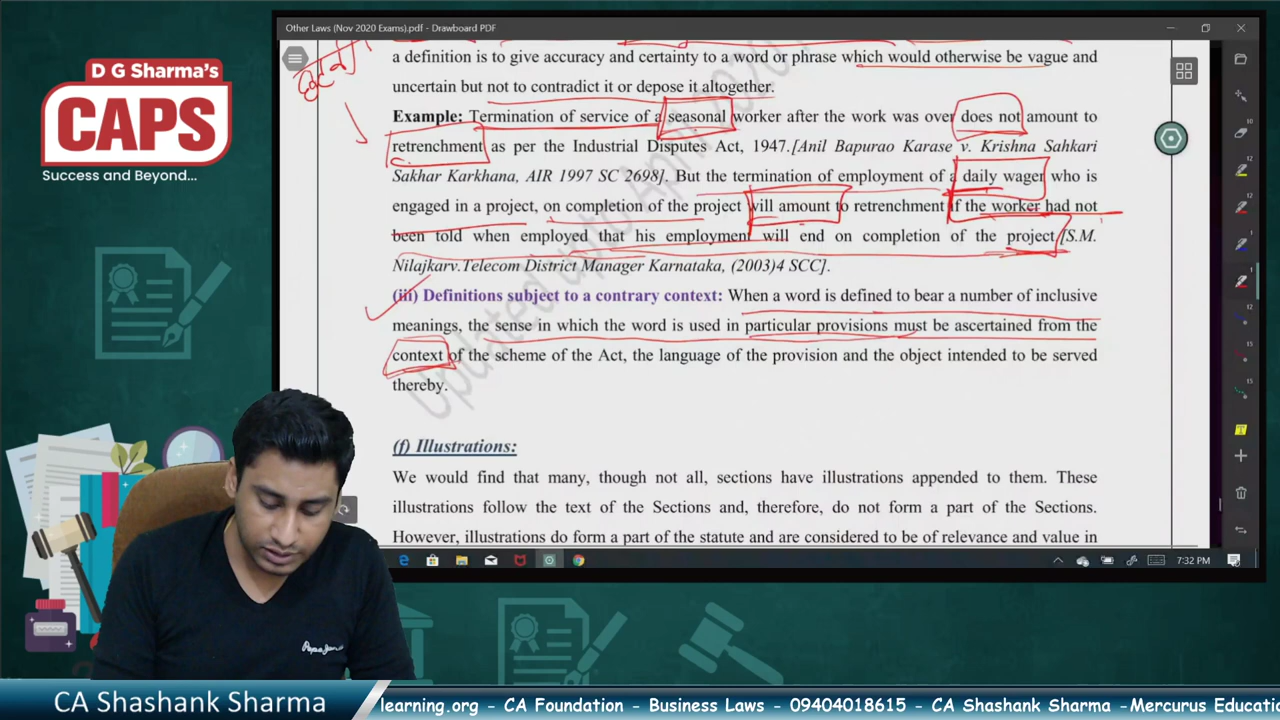 Other Laws (Nov 2020 Exams).pdf - Drawboard PDF
D G Sharma's
CAPS
Success and Beyond...
a definition is to give accuracy and certainty to a word or phrase which would otherwise be vague and
uncertain but not to contradict it or depose it altogether.
Example: Termination of service of a seasonal worker after the work was over does not amount to
retrenchment as per the Industrial Disputes Act, 1947.[Anil Bapurao Karase v. Krishna Sahkari
Sakhar Karkhana, AIR 1997 SC 2698]. But the termination of employment of a daily wager who is
engaged in a project, on completion of the project will amount to retrenchment if the worker had not
been told when employed that his employment will end on completion of the project [S.M.
Nilajkarv.Telecom District Manager Karnataka, (2003)4 SCC].
(iii) Definitions subject to a contrary context: When a word is defined to bear a number of inclusive
meanings, the sense in which the word is used in particular provisions must be ascertained from the
context of the scheme of the Act, the language of the provision and the object intended to be served
thereby.
(f) Illustrations:
We would find that many, though not all, sections have illustrations appended to them. These
illustrations follow the text of the Sections and, therefore, do not form a part of the Sections.
However, illustrations do form a part of the statute and are considered to be of relevance and value in
Updated upto April 2020
7:32 PM
CA Shashank Sharma
learning.org - CA Foundation - Business Laws - 09404018615 - CA Shashank Sharma -Mercurus Educati